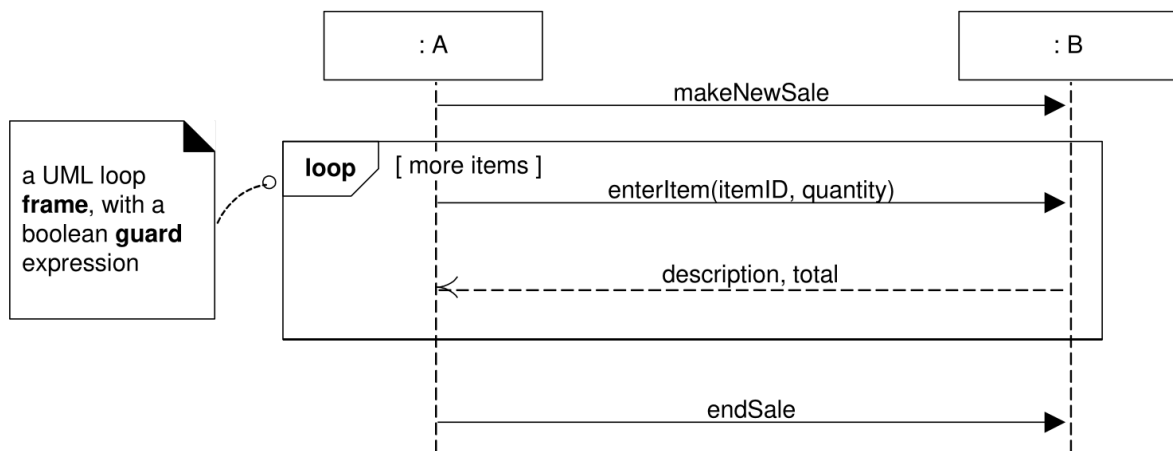 : A
: B
makeNewSale
a UML loop
frame, with a
boolean guard
expression
loop
[ more items ]
enterItem(itemID, quantity)
description, total
endSale